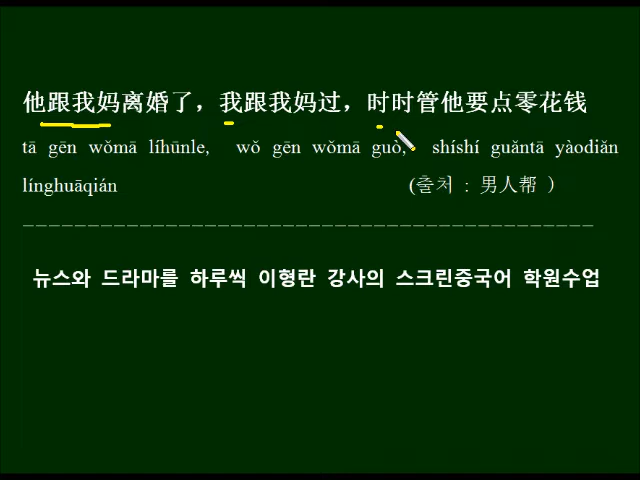 他跟我妈离婚了，我跟我妈过，时时管他要点零花钱
tā gēn wǒmā líhūnle, wǒ gēn wǒmā guò, shíshí guǎntā yàodiǎn
línghuāqián (출처 : 男人帮 )
뉴스와 드라마를 하루씩 이형란 강사의 스크린중국어 학원수업